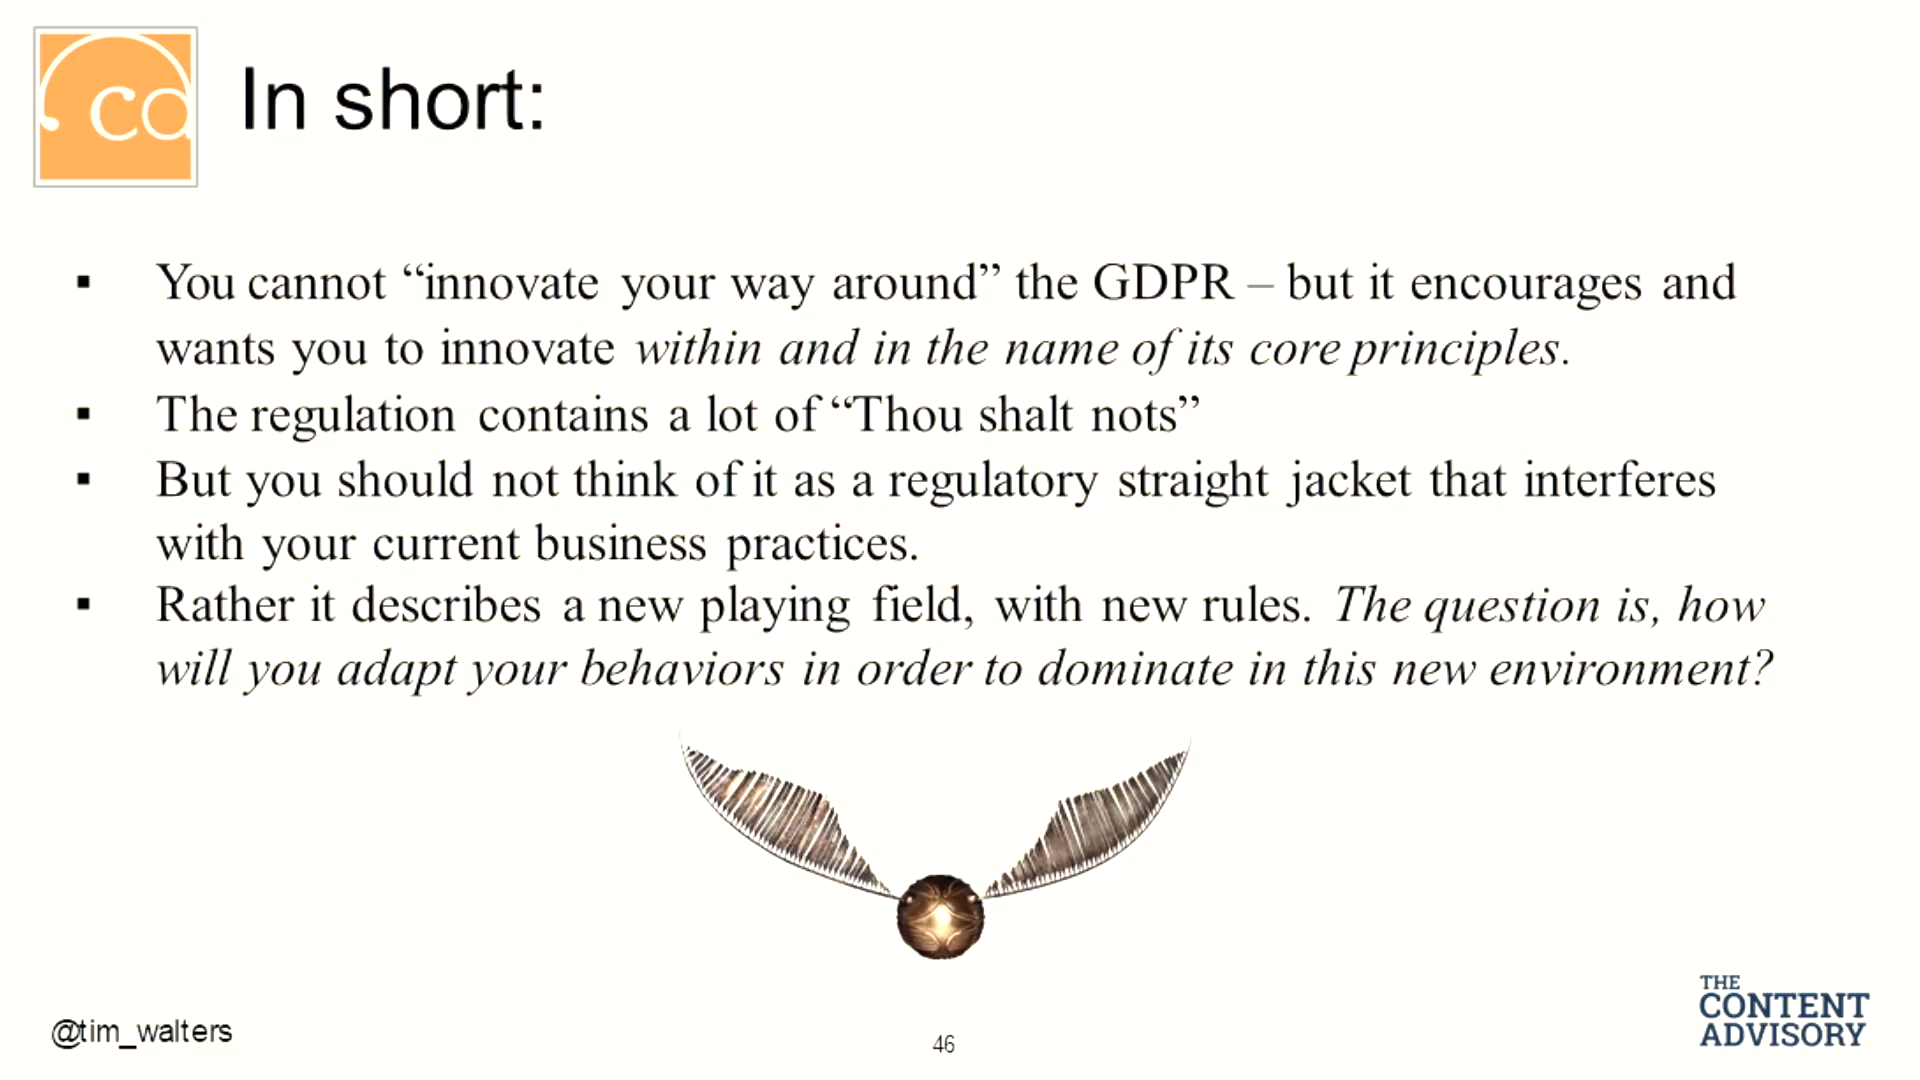 ca
In short:
▪ You cannot “innovate your way around” the GDPR – but it encourages and
wants you to innovate within and in the name of its core principles.
▪ The regulation contains a lot of “Thou shalt nots”
▪ But you should not think of it as a regulatory straight jacket that interferes
with your current business practices.
▪ Rather it describes a new playing field, with new rules. The question is, how
will you adapt your behaviors in order to dominate in this new environment?
@tim_walters
46
THE
CONTENT
ADVISORY